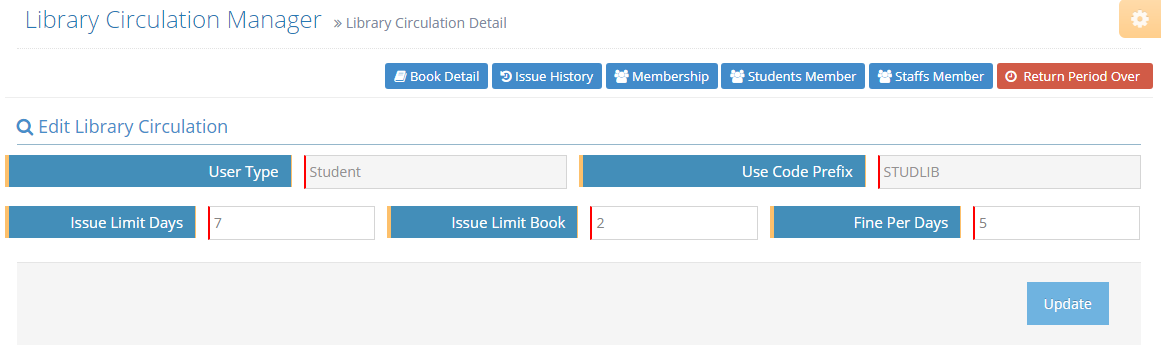 Library Circulation Manager » Library Circulation Detail
Book Detail Issue History Membership Students Member Staffs Member Return Period Over
Edit Library Circulation
User Type Student Use Code Prefix STUDLIB
Issue Limit Days 7 Issue Limit Book 2 Fine Per Days 5
Update